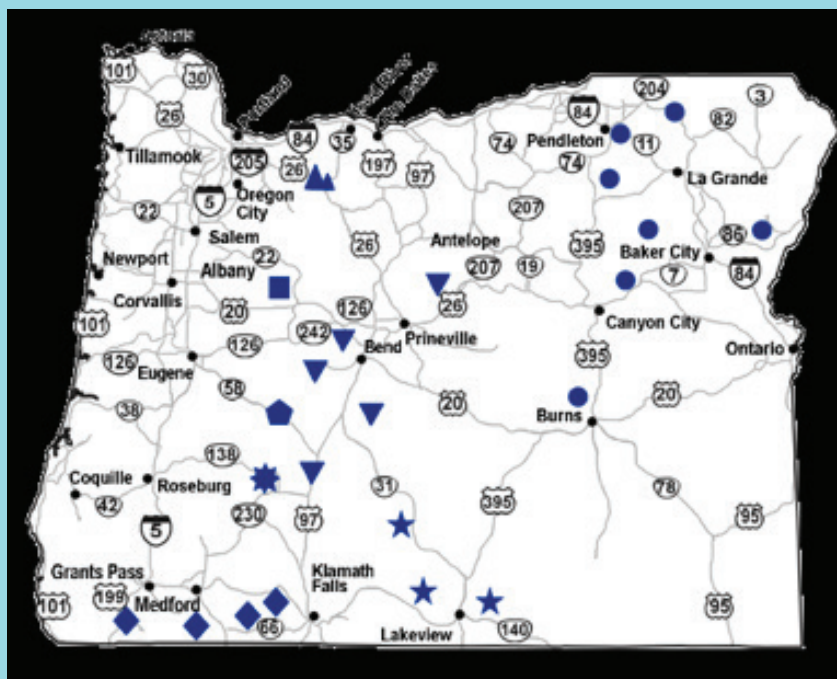 101
30
Portland
204
3
26
84
84
82
35
Pendleton
11
197
74
Tillamook
205
97
74
26
La Grande
Oregon
City
5
207
22
Salem
86
26
Antelope
395
Baker City
Newport
22
Albany
207
19
7
84
Corvallis
20
126
26
101
242
Prineville
Canyon City
126
Bend
395
Ontario
126
Eugene
58
20
20
38
Burns
138
Coquille
Roseburg
31
78
42
395
230
97
95
5
Klamath
Falls
Grants Pass
199
Medford
101
95
66
Lakeview
140